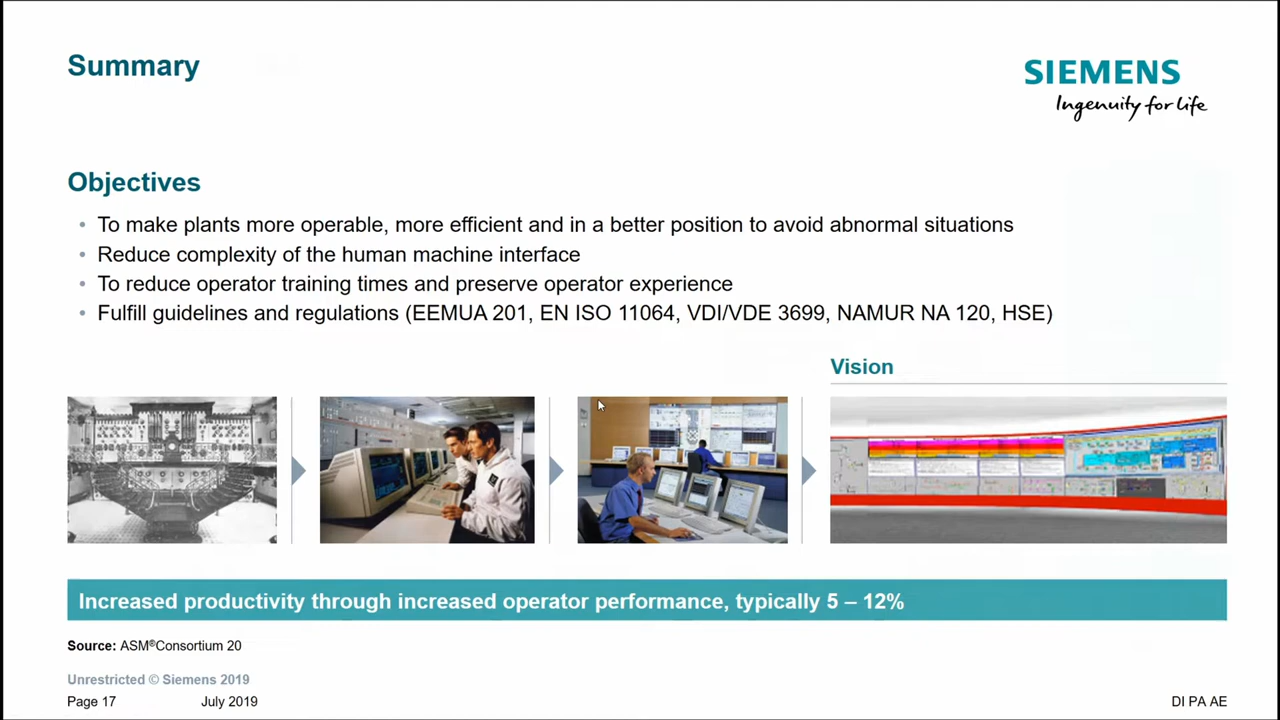 Summary
SIEMENS
Ingenuity for life
Objectives
• To make plants more operable, more efficient and in a better position to avoid abnormal situations
• Reduce complexity of the human machine interface
• To reduce operator training times and preserve operator experience
• Fulfill guidelines and regulations (EEMUA 201, EN ISO 11064, VDI/VDE 3699, NAMUR NA 120, HSE)
Vision
Increased productivity through increased operator performance, typically 5 – 12%
Source: ASM®Consortium 20
Unrestricted © Siemens 2019
Page 17 July 2019 DI PA AE